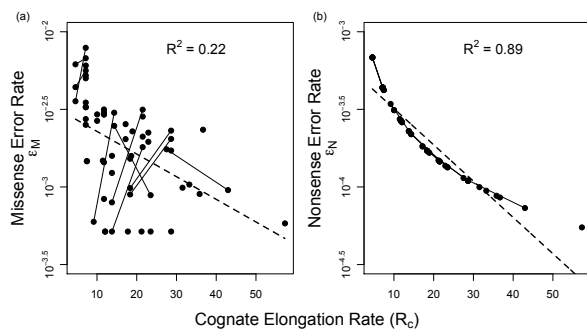 (a)
R² = 0.22
Missense Error Rate
ε_M
10^-2
10^-2.5
10^-3
10^-3.5
10 20 30 40 50
(b)
R² = 0.89
Nonsense Error Rate
ε_N
10^-3
10^-3.5
10^-4
10^-4.5
10 20 30 40 50
Cognate Elongation Rate (R_c)